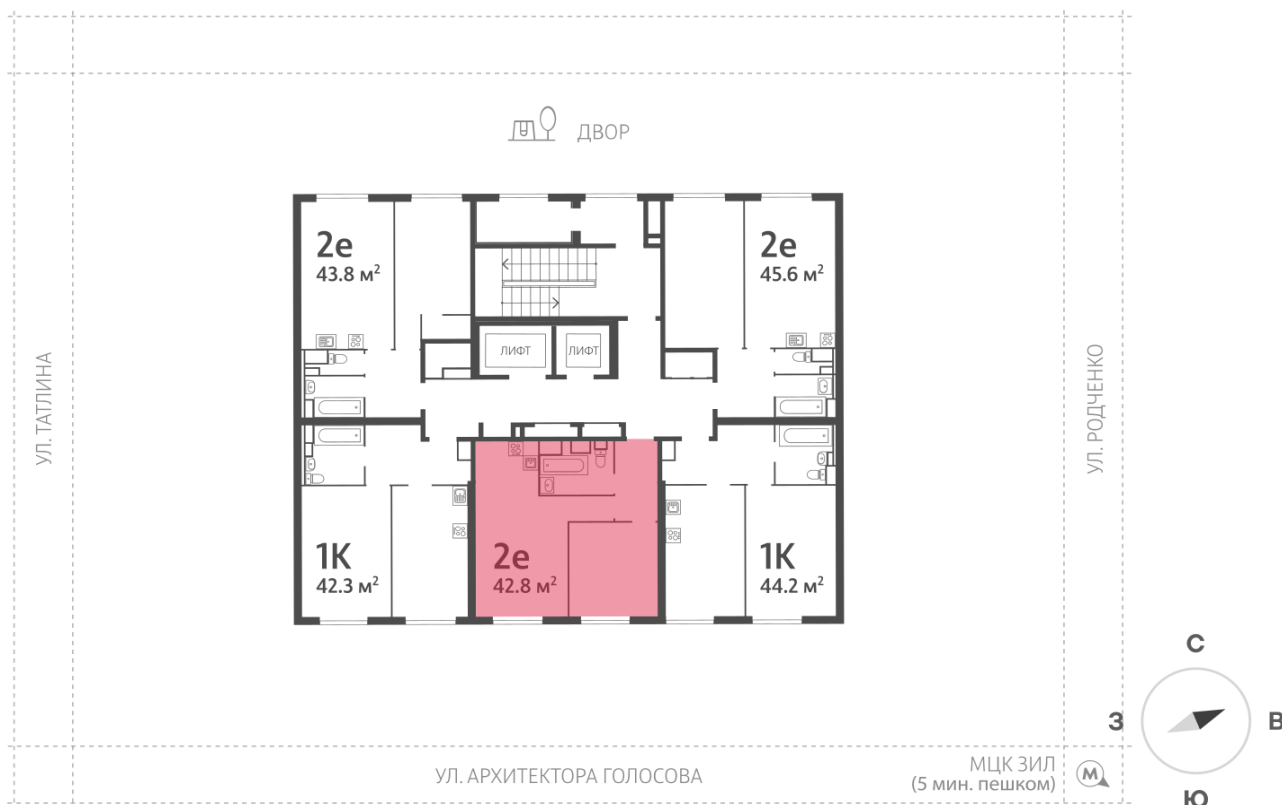 ДВОР
2е
43.8 м²
2е
45.6 м²
ЛИФТ
ЛИФТ
УЛ. ТАТЛИНА
УЛ. РОДЧЕНКО
1К
42.3 м²
2е
42.8 м²
1К
44.2 м²
С
З
В
Ю
УЛ. АРХИТЕКТОРА ГОЛОСОВА
МЦК ЗИЛ
(5 мин. пешком)
М